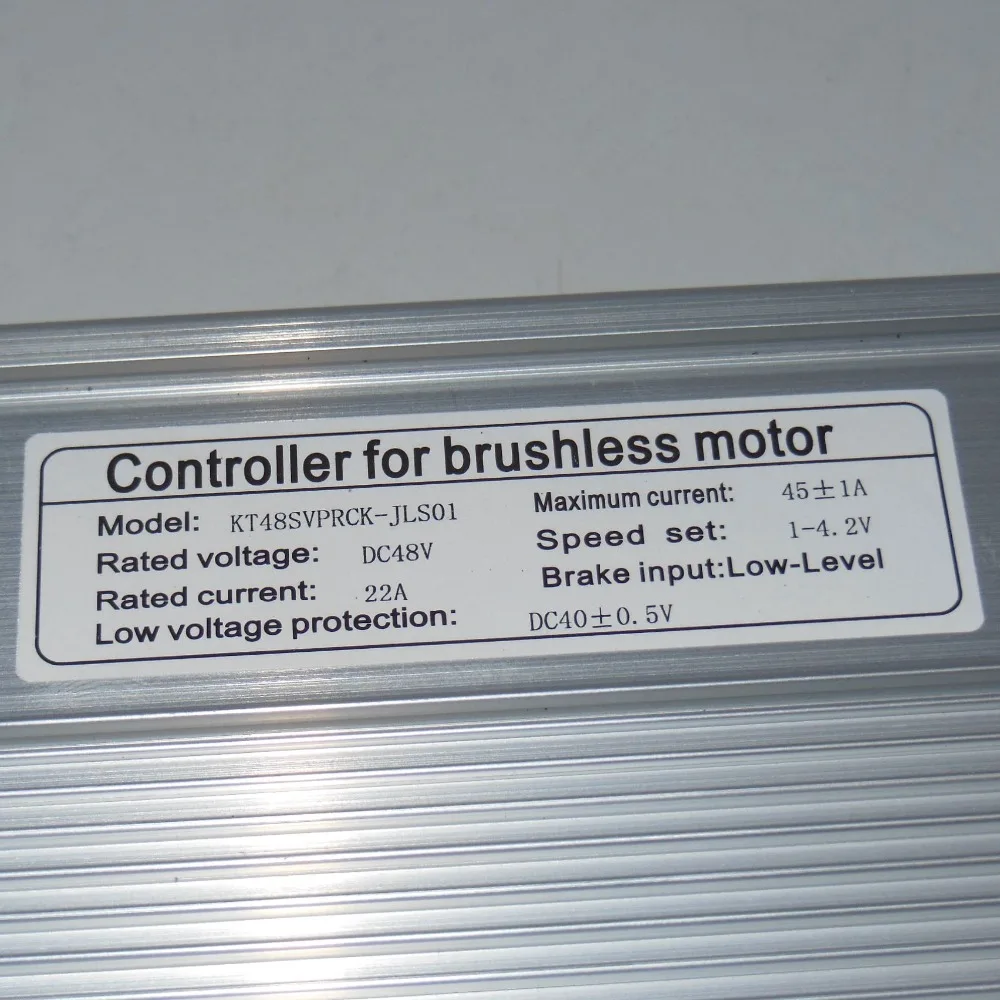 Controller for brushless motor
Model: KT48SVPRCK-JLS01
Maximum current: 45±1A
Rated voltage: DC48V
Speed set: 1-4.2V
Rated current: 22A
Brake input:Low-Level
Low voltage protection: DC40±0.5V